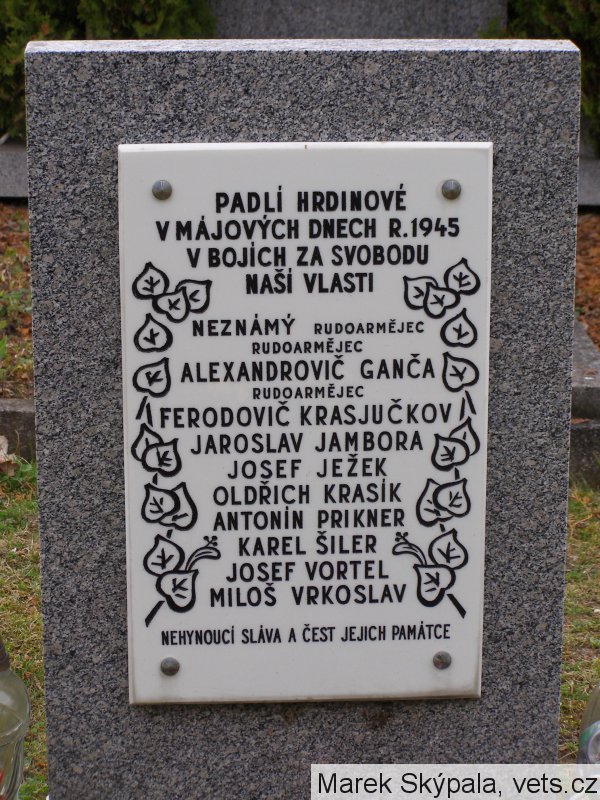 PADLÍ HRDINOVÉ
V MÁJOVÝCH DNECH R.1945
V BOJÍCH ZA SVOBODU
NAŠÍ VLASTI
NEZNÁMÝ RUDOARMĚJEC
RUDOARMĚJEC
ALEXANDROVIČ GANČA
RUDOARMĚJEC
FERODOVIČ KRASJUČKOV
JAROSLAV JAMBORA
JOSEF JEŽEK
OLDŘICH KRASÍK
ANTONÍN PRIKNER
KAREL ŠILER
JOSEF VORTEL
MILOŠ VRKOSLAV
NEHYNOUCÍ SLÁVA A ČEST JEJICH PAMÁTCE
Marek Skýpala, vets.cz